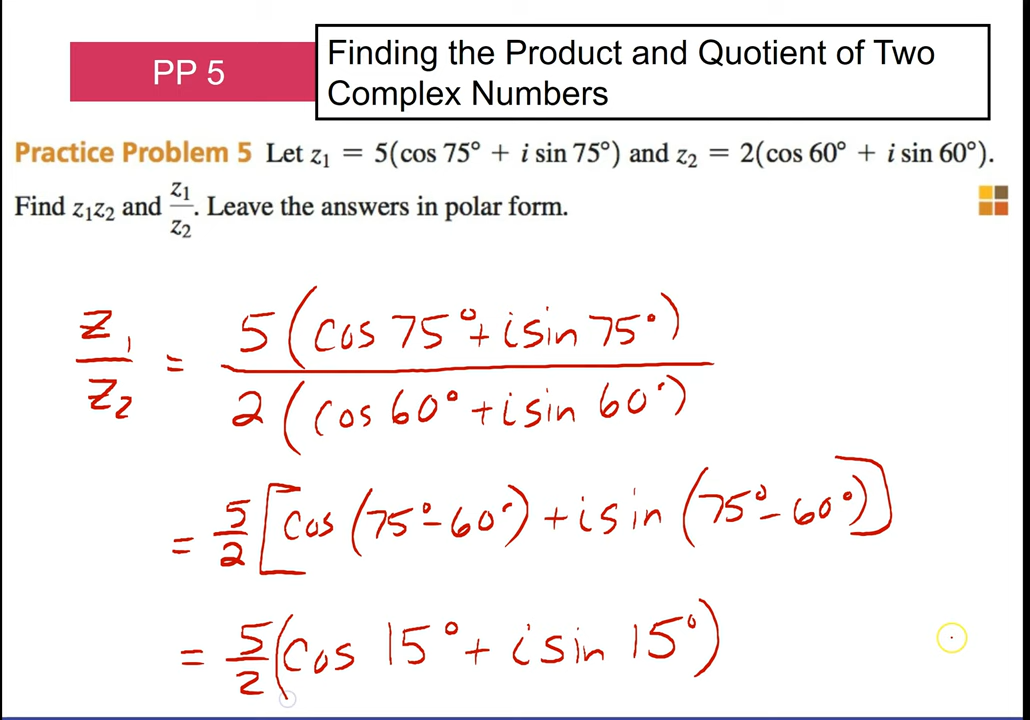 PP 5
Finding the Product and Quotient of Two
Complex Numbers
Practice Problem 5 Let z₁ = 5(cos 75° + i sin 75°) and z₂ = 2(cos 60° + i sin 60°).
Find z₁z₂ and z₁/z₂. Leave the answers in polar form.
z₁/z₂ = 5(cos 75° + i sin 75°) / 2(cos 60° + i sin 60°)
= 5/2 [cos (75° - 60°) + i sin (75° - 60°)]
= 5/2 (cos 15° + i sin 15°)